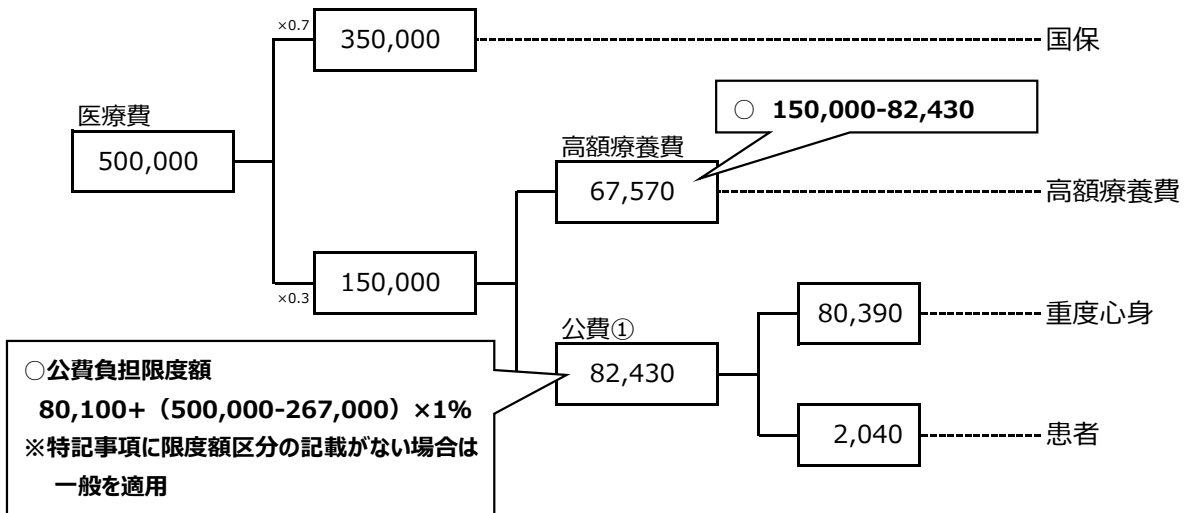 ×0.7
350,000
国保
医療費
500,000
○ 150,000-82,430
高額療養費
67,570
高額療養費
×0.3
150,000
公費①
82,430
80,390
重度心身
2,040
患者
○公費負担限度額
80,100+（500,000-267,000）×1%
※特記事項に限度額区分の記載がない場合は
一般を適用